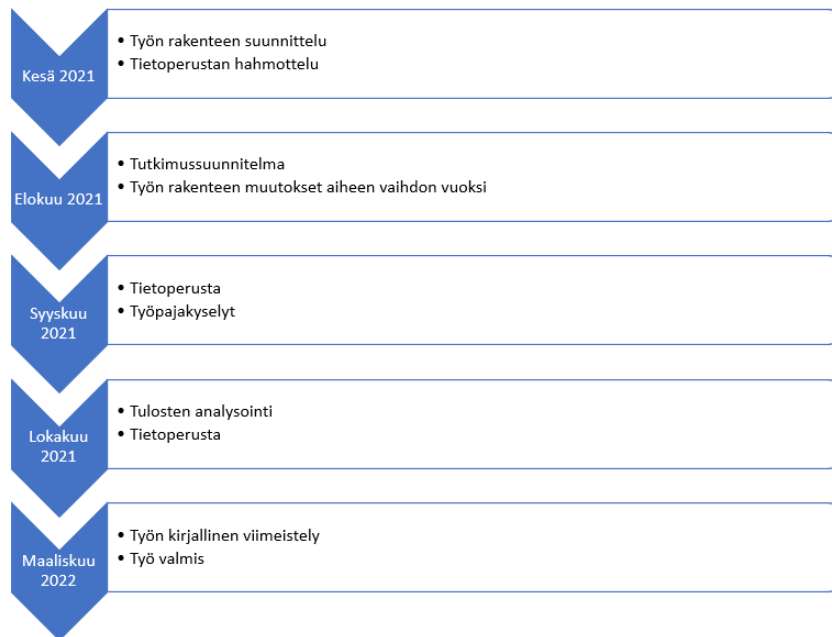 Kesä 2021
• Työn rakenteen suunnittelu
• Tietoperustan hahmottelu
Elokuu 2021
• Tutkimussuunnitelma
• Työn rakenteen muutokset aiheen vaihdon vuoksi
Syyskuu
2021
• Tietoperusta
• Työpajakyselyt
Lokakuu
2021
• Tulosten analysointi
• Tietoperusta
Maaliskuu
2022
• Työn kirjallinen viimeistely
• Työ valmis